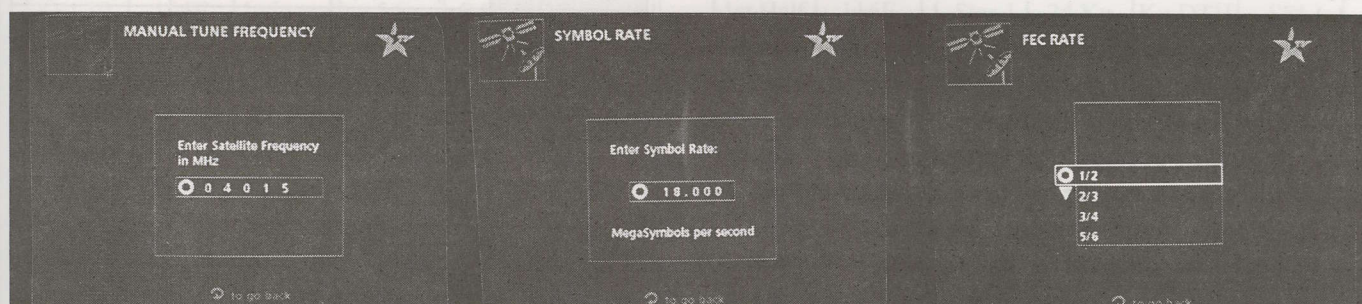 MANUAL TUNE FREQUENCY
Enter Satellite Frequency
in MHz
0 4 0 1 5
to go back
SYMBOL RATE
Enter Symbol Rate:
18.000
MegaSymbols per second
to go back
FEC RATE
1/2
2/3
3/4
5/6
to go back